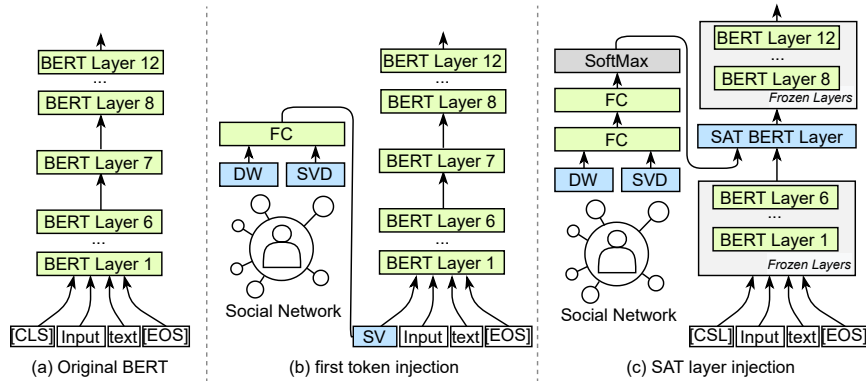 BERT Layer 12
...
BERT Layer 8
BERT Layer 7
BERT Layer 6
...
BERT Layer 1
[CLS] Input text [EOS]
(a) Original BERT
FC
DW SVD
Social Network
BERT Layer 12
...
BERT Layer 8
BERT Layer 7
BERT Layer 6
...
BERT Layer 1
SV Input text [EOS]
(b) first token injection
SoftMax
FC
FC
DW SVD
Social Network
BERT Layer 12
...
BERT Layer 8
Frozen Layers
SAT BERT Layer
BERT Layer 6
...
BERT Layer 1
Frozen Layers
[CSL] Input text [EOS]
(c) SAT layer injection